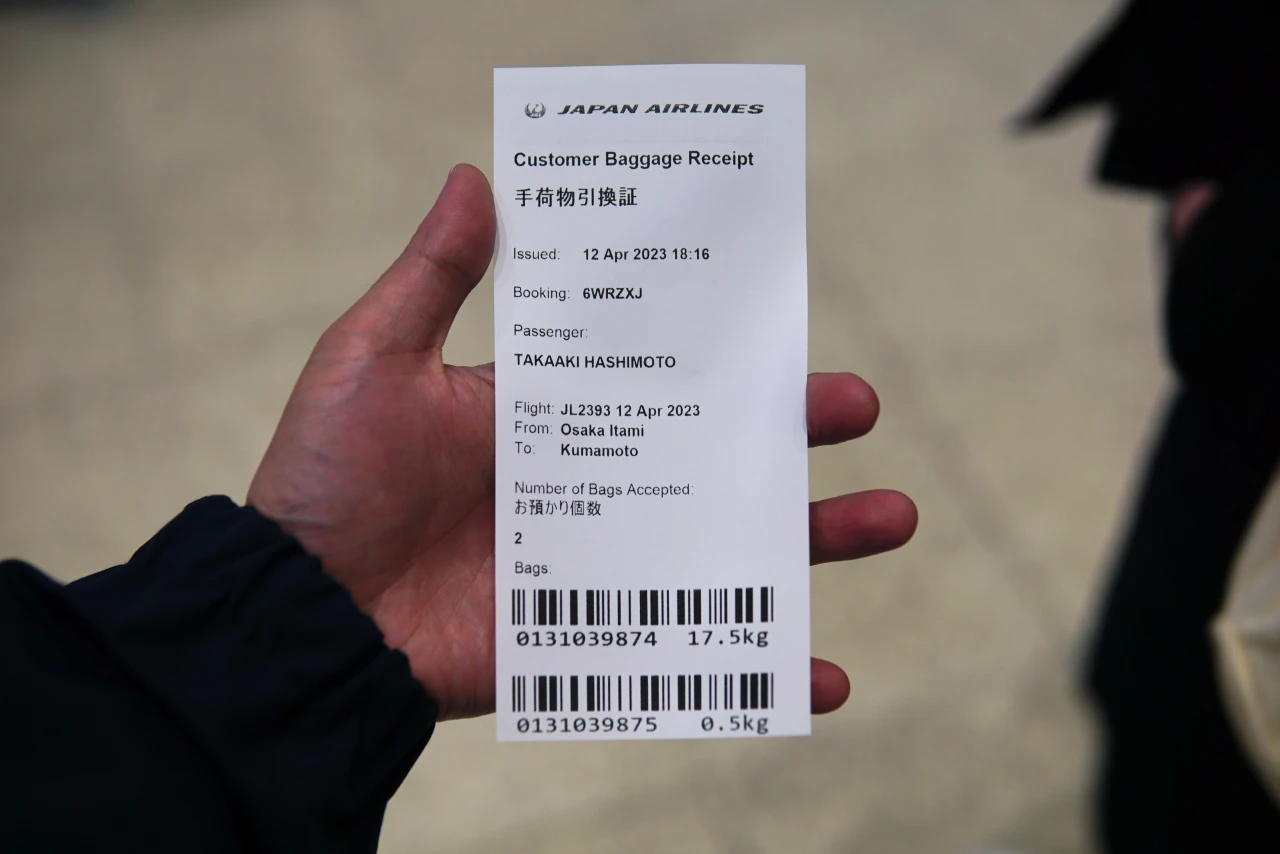 JAPAN AIRLINES
Customer Baggage Receipt
手荷物引換証
Issued: 12 Apr 2023 18:16
Booking: 6WRZXJ
Passenger:
TAKAAKI HASHIMOTO
Flight: JL2393 12 Apr 2023
From: Osaka Itami
To: Kumamoto
Number of Bags Accepted:
お預かり個数
2
Bags:
0131039874 17.5kg
0131039875 0.5kg